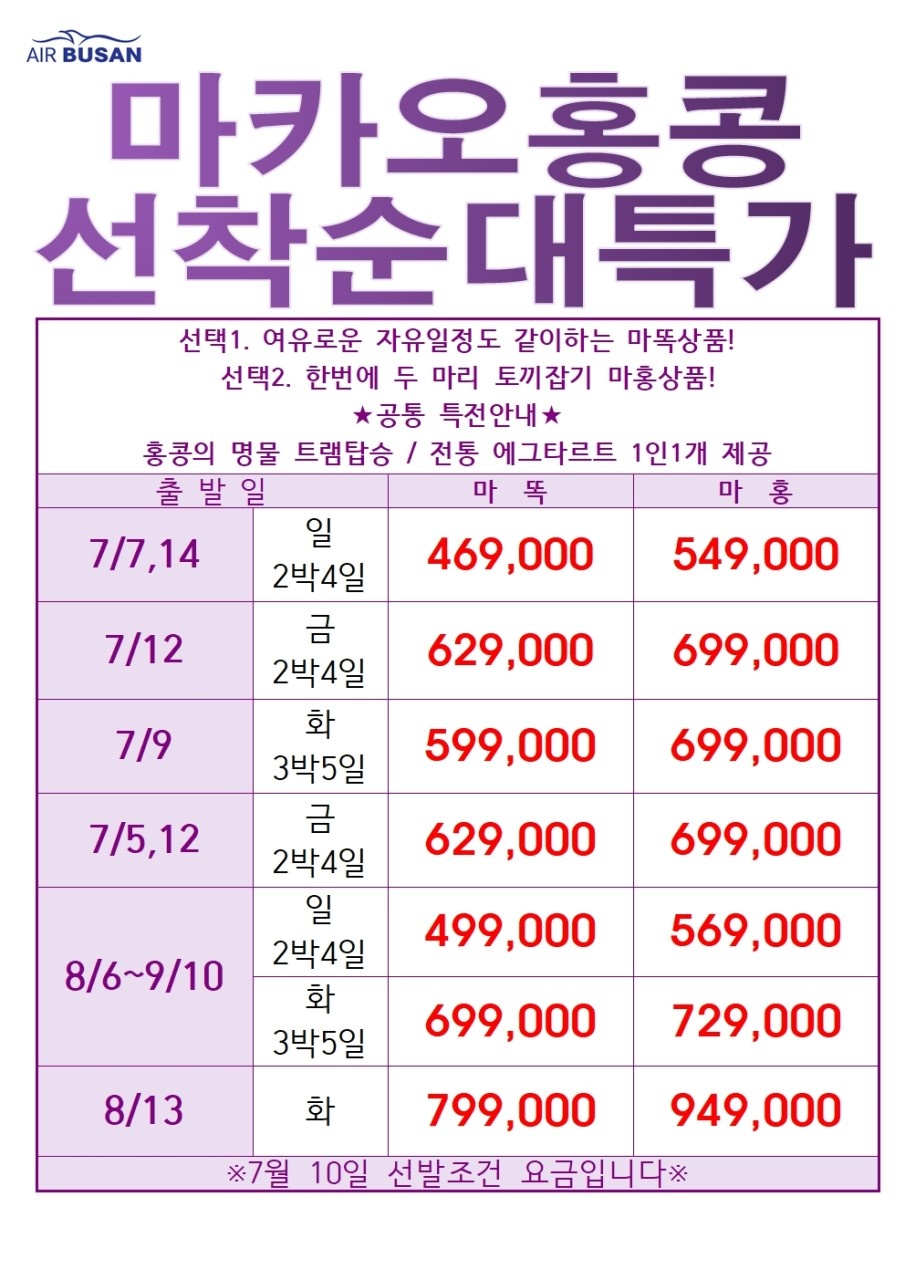 AIR BUSAN
마카오홍콩
선착순대특가
선택1. 여유로운 자유일정도 같이하는 마똑상품!
선택2. 한번에 두 마리 토끼잡기 마홍상품!
★공통 특전안내★
홍콩의 명물 트램탑승 / 전통 에그타르트 1인1개 제공
출 발 일 마 똑 마 홍
7/7,14 일 2박4일 469,000 549,000
7/12 금 2박4일 629,000 699,000
7/9 화 3박5일 599,000 699,000
7/5,12 금 2박4일 629,000 699,000
8/6~9/10 일 2박4일 499,000 569,000
화 3박5일 699,000 729,000
8/13 화 799,000 949,000
※7월 10일 선발조건 요금입니다※